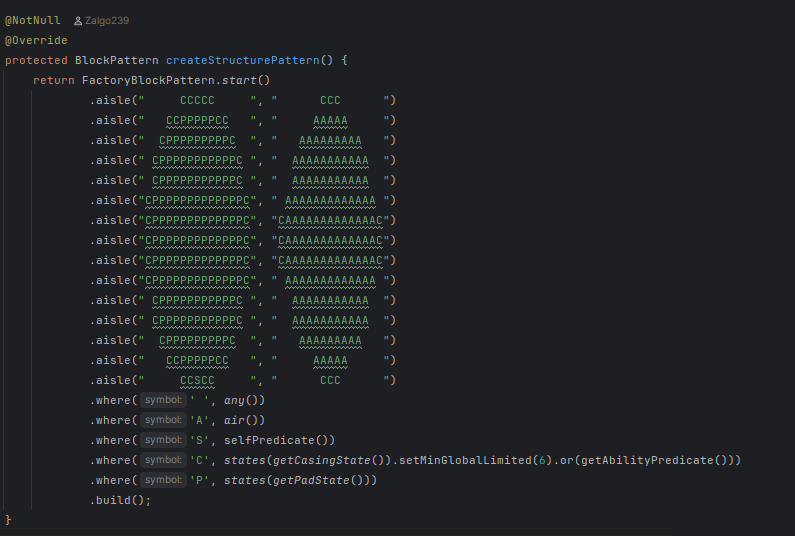 @NotNull Zalgo239
@Override
protected BlockPattern createStructurePattern() {
    return FactoryBlockPattern.start()
            .aisle("     CCCCC     ", "      CCC      ")
            .aisle("   CCPPPPPCC   ", "     AAAAA     ")
            .aisle("  CPPPPPPPPPC  ", "   AAAAAAAAA   ")
            .aisle(" CPPPPPPPPPPPC ", "  AAAAAAAAAAA  ")
            .aisle(" CPPPPPPPPPPPC ", "  AAAAAAAAAAA  ")
            .aisle("CPPPPPPPPPPPPPC", " AAAAAAAAAAAAA ")
            .aisle("CPPPPPPPPPPPPPC", "CAAAAAAAAAAAAAC")
            .aisle("CPPPPPPPPPPPPPC", "CAAAAAAAAAAAAAC")
            .aisle("CPPPPPPPPPPPPPC", "CAAAAAAAAAAAAAC")
            .aisle("CPPPPPPPPPPPPPC", " AAAAAAAAAAAAA ")
            .aisle(" CPPPPPPPPPPPC ", "  AAAAAAAAAAA  ")
            .aisle(" CPPPPPPPPPPPC ", "  AAAAAAAAAAA  ")
            .aisle("  CPPPPPPPPPC  ", "   AAAAAAAAA   ")
            .aisle("   CCPPPPPCC   ", "     AAAAA     ")
            .aisle("     CCSCC     ", "      CCC      ")
            .where( symbol: ' ', any())
            .where( symbol: 'A', air())
            .where( symbol: 'S', selfPredicate())
            .where( symbol: 'C', states(getCasingState()).setMinGlobalLimited(6).or(getAbilityPredicate()))
            .where( symbol: 'P', states(getPadState()))
            .build();
}